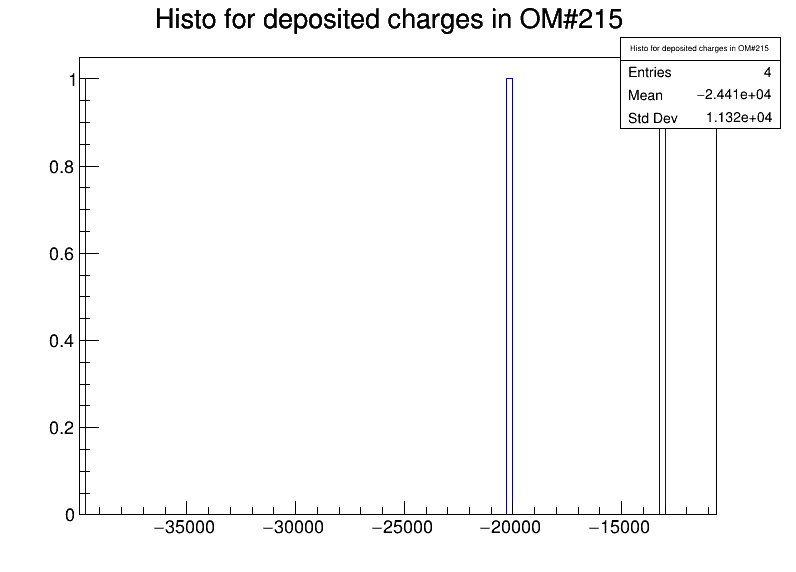 Histo for deposited charges in OM#215
Histo for deposited charges in OM#215
Entries 4
Mean −2.441e+04
Std Dev 1.132e+04
1
0.8
0.6
0.4
0.2
0
−35000 −30000 −25000 −20000 −15000